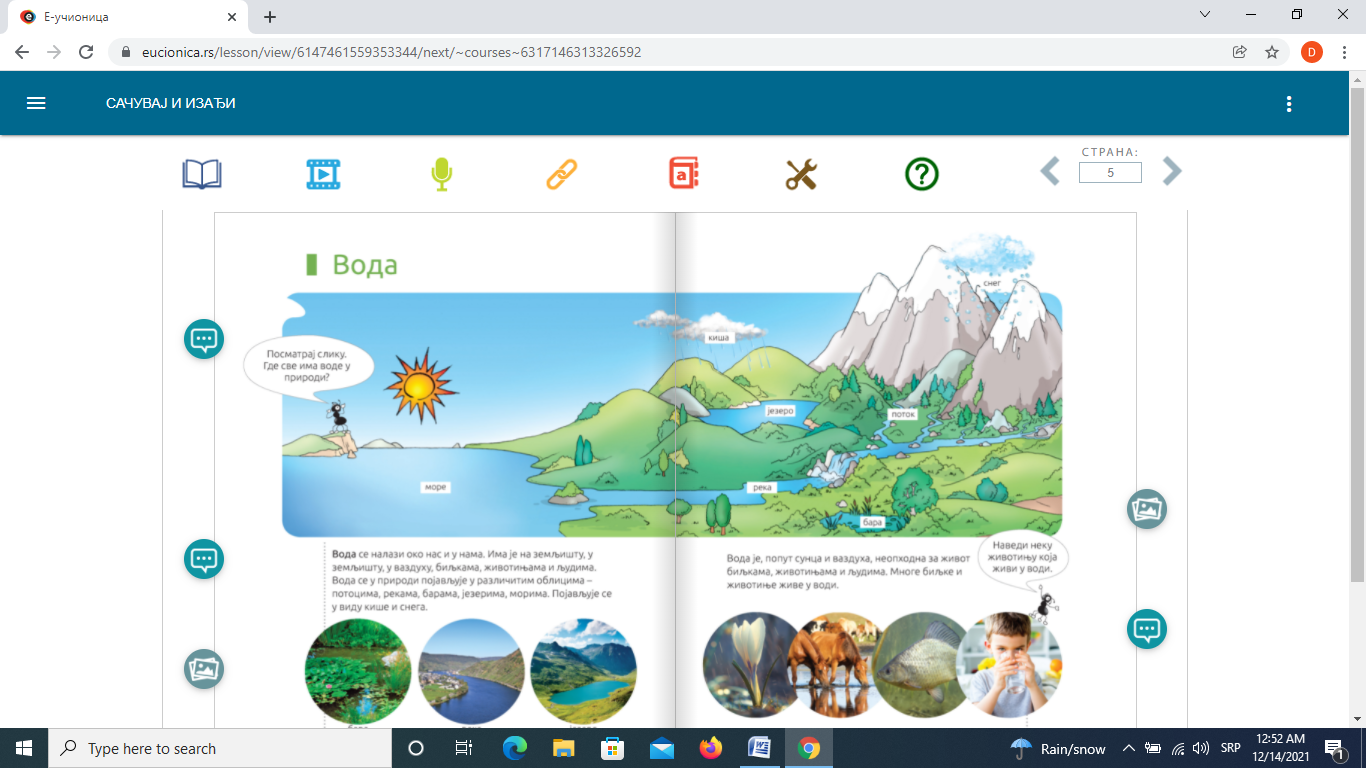 Е-учионица
eucionica.rs/lesson/view/6147461559353344/next/~courses~6317146313326592
D
САЧУВАЈ И ИЗАЂИ
СТРАНА:
5
a
?
Вода
снег
киша
Посматрај слику.
Где све има воде у
природи?
језеро
поток
море
река
бара
Вода се налази око нас и у нама. Има је на земљишту, у
земљишту, у ваздуху, биљкама, животињама и људима.
Вода се у природи појављује у различитим облицима –
потоцима, рекама, барама, језерима, морима. Појављује се
у виду кише и снега.
Вода је, попут сунца и ваздуха, неопходна за живот
биљкама, животињама и људима. Многе биљке и
животиње живе у води.
Наведи неку
животињу која
живи у води.
Type here to search
Rain/snow
SRP
12:52 AM
12/14/2021
1